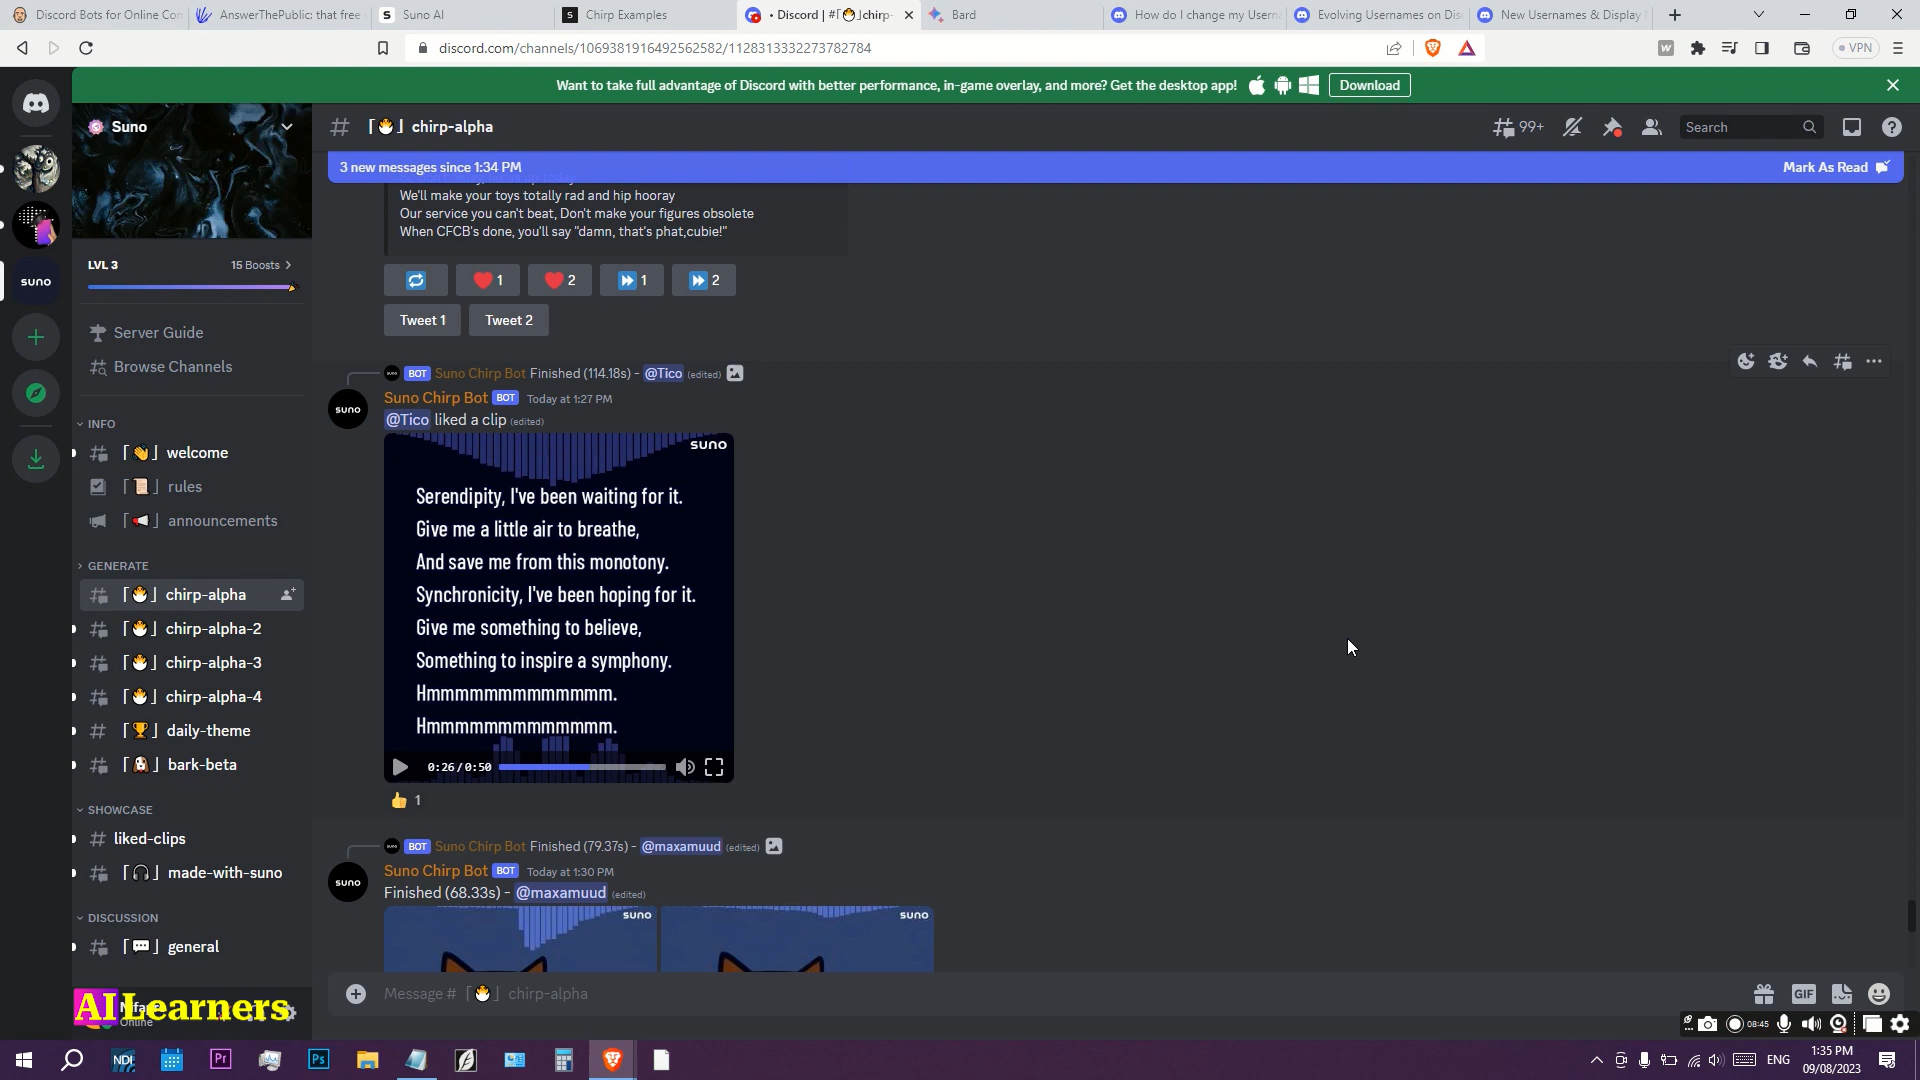 Discord Bots for Online Con
AnswerThePublic: that free
Suno AI
Chirp Examples
• Discord | #「🐣」chirp-
Bard
How do I change my Usern
Evolving Usernames on Dis
New Usernames & Display
discord.com/channels/1069381916492562582/1128313332273782784
VPN
Want to take full advantage of Discord with better performance, in-game overlay, and more? Get the desktop app!
Download
Suno
「🐣」 chirp-alpha
99+
Search
3 new messages since 1:34 PM
Mark As Read
We'll make your toys totally rad and hip hooray
Our service you can't beat, Don't make your figures obsolete
When CFCB's done, you'll say "damn, that's phat,cubie!"
LVL 3
15 Boosts
1
2
1
2
Tweet 1
Tweet 2
suno
Server Guide
Browse Channels
BOT Suno Chirp Bot Finished (114.18s) - @Tico (edited)
suno
Suno Chirp Bot BOT Today at 1:27 PM
@Tico liked a clip (edited)
suno
Serendipity, I've been waiting for it.
Give me a little air to breathe,
And save me from this monotony.
Synchronicity, I've been hoping for it.
Give me something to believe,
Something to inspire a symphony.
Hmmmmmmmmmmmmm.
Hmmmmmmmmmmmmm.
0:26/0:50
1
INFO
「👋」 welcome
「📜」 rules
「📢」 announcements
GENERATE
「🐣」 chirp-alpha
「🐣」 chirp-alpha-2
「🐣」 chirp-alpha-3
「🐣」 chirp-alpha-4
「🏆」 daily-theme
「🐶」 bark-beta
SHOWCASE
liked-clips
「🎧」 made-with-suno
DISCUSSION
「💬」 general
BOT Suno Chirp Bot Finished (79.37s) - @maxamuud (edited)
suno
Suno Chirp Bot BOT Today at 1:30 PM
Finished (68.33s) - @maxamuud (edited)
suno
suno
Message # 「🐣」 chirp-alpha
GIF
AI Learners
Online
08:45
NDI
Pr
Ps
ENG
1:35 PM
09/08/2023